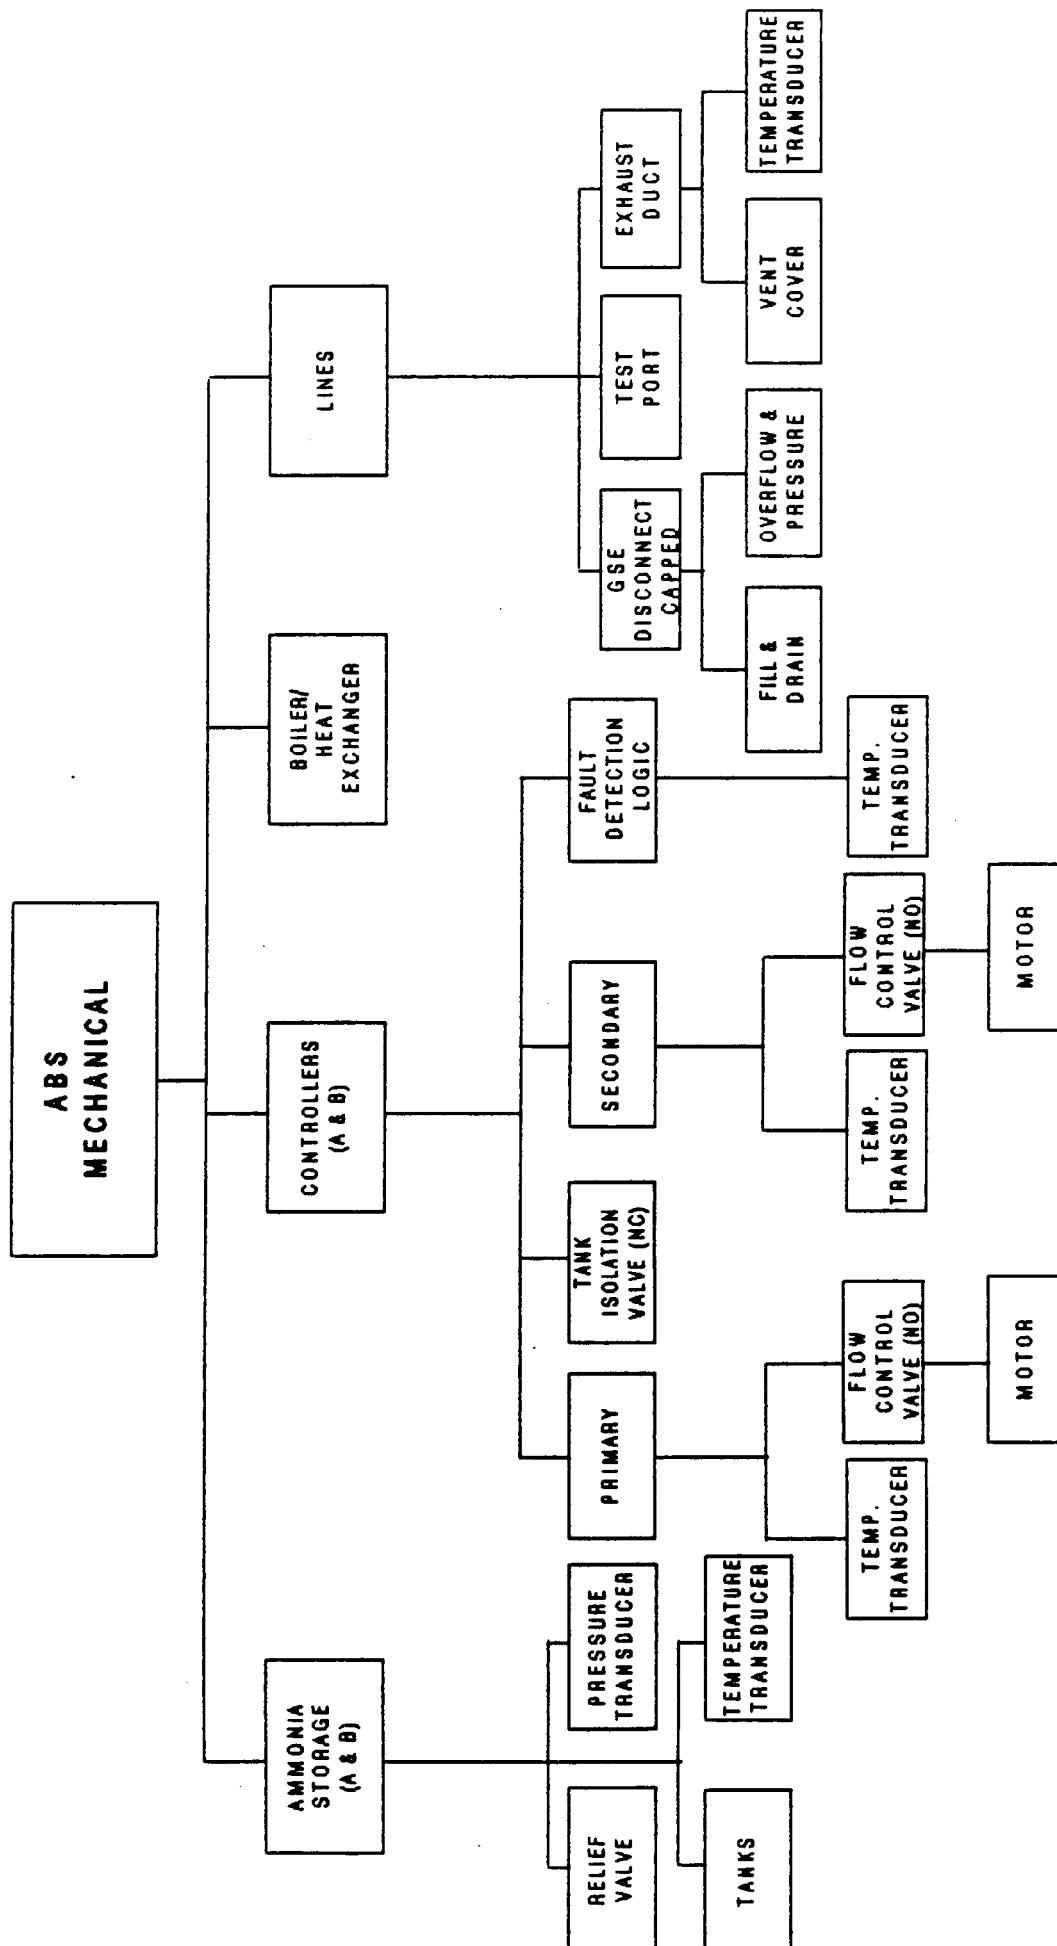 ABS
MECHANICAL
AMMONIA
STORAGE
(A & B)
CONTROLLERS
(A & B)
BOILER/
HEAT
EXCHANGER
LINES
RELIEF
VALVE
PRESSURE
TRANSDUCER
TANKS
TEMPERATURE
TRANSDUCER
PRIMARY
TANK
ISOLATION
VALVE (NC)
SECONDARY
FAULT
DETECTION
LOGIC
TEMP.
TRANSDUCER
FLOW
CONTROL
VALVE (NO)
MOTOR
TEMP.
TRANSDUCER
FLOW
CONTROL
VALVE (NO)
MOTOR
TEMP.
TRANSDUCER
GSE
DISCONNECT
CAPPED
TEST
PORT
EXHAUST
DUCT
FILL &
DRAIN
OVERFLOW &
PRESSURE
VENT
COVER
TEMPERATURE
TRANSDUCER